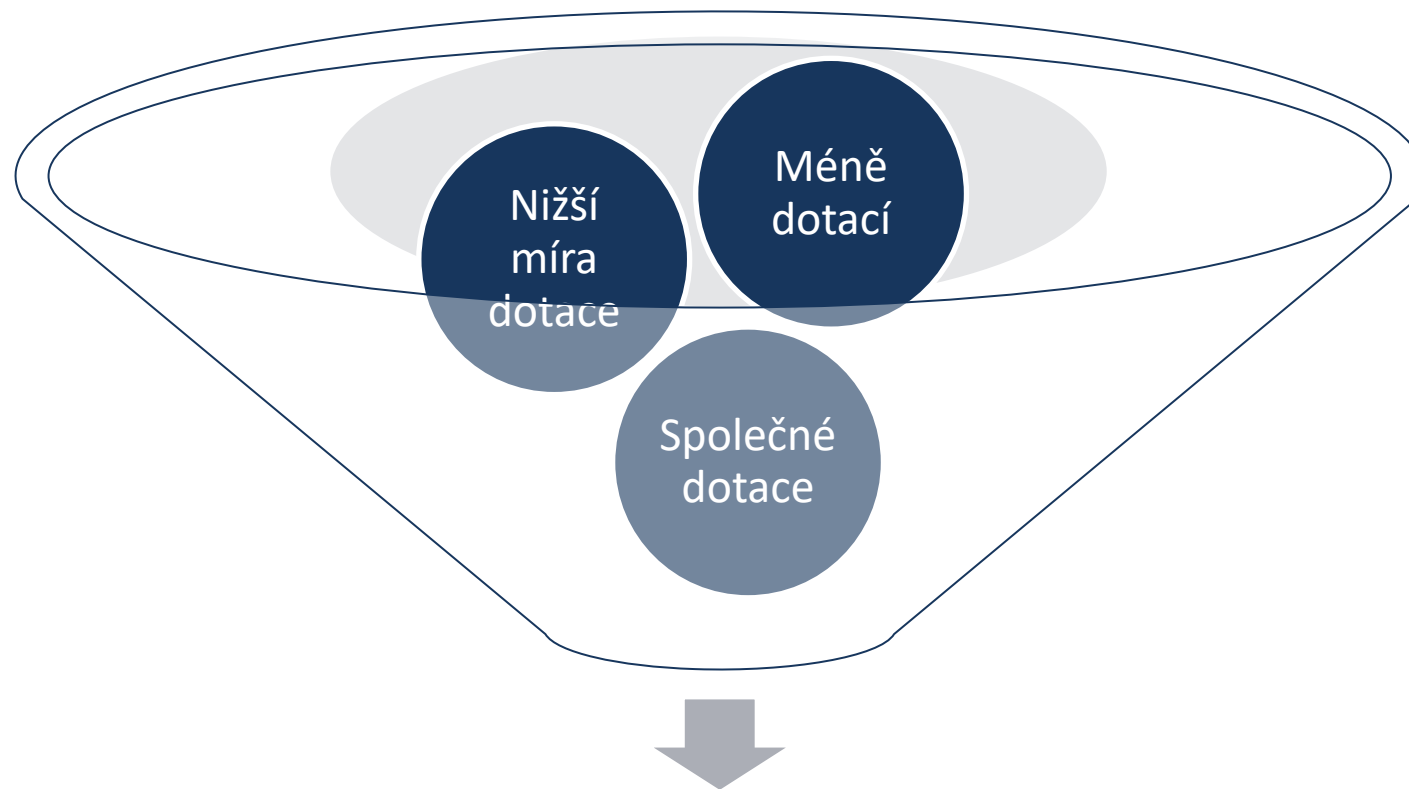 Méně
dotací
Nižší
míra
dotace
Společné
dotace